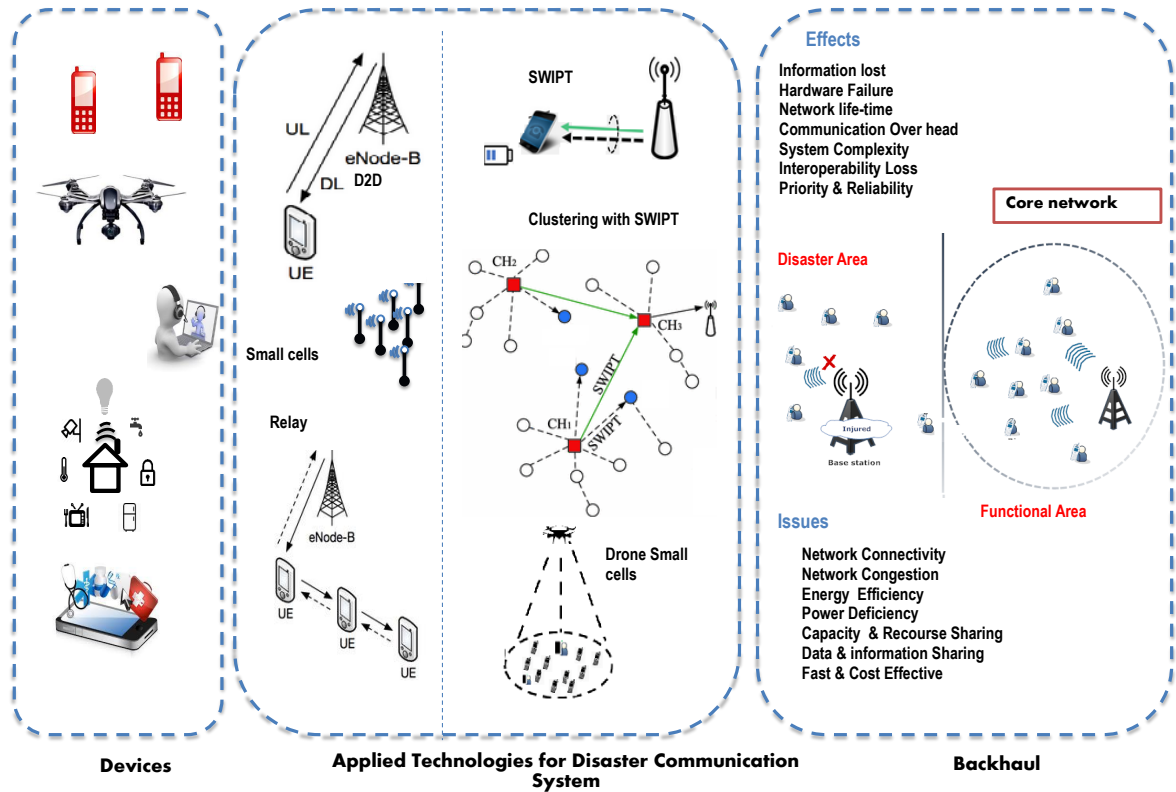 UL
eNode-B
DL
D2D
UE
Small cells
Relay
eNode-B
UE
UE
UE
SWIPT
Clustering with SWIPT
CH2
CH3
SWIPT
CH1
SWIPT
Drone Small
cells
Effects
Information lost
Hardware Failure
Network life-time
Communication Over head
System Complexity
Interoperability Loss
Priority & Reliability
Core network
Disaster Area
X
Injured
Base station
Functional Area
Issues
Network Connectivity
Network Congestion
Energy Efficiency
Power Deficiency
Capacity & Recourse Sharing
Data & information Sharing
Fast & Cost Effective
Devices
Applied Technologies for Disaster Communication
System
Backhaul